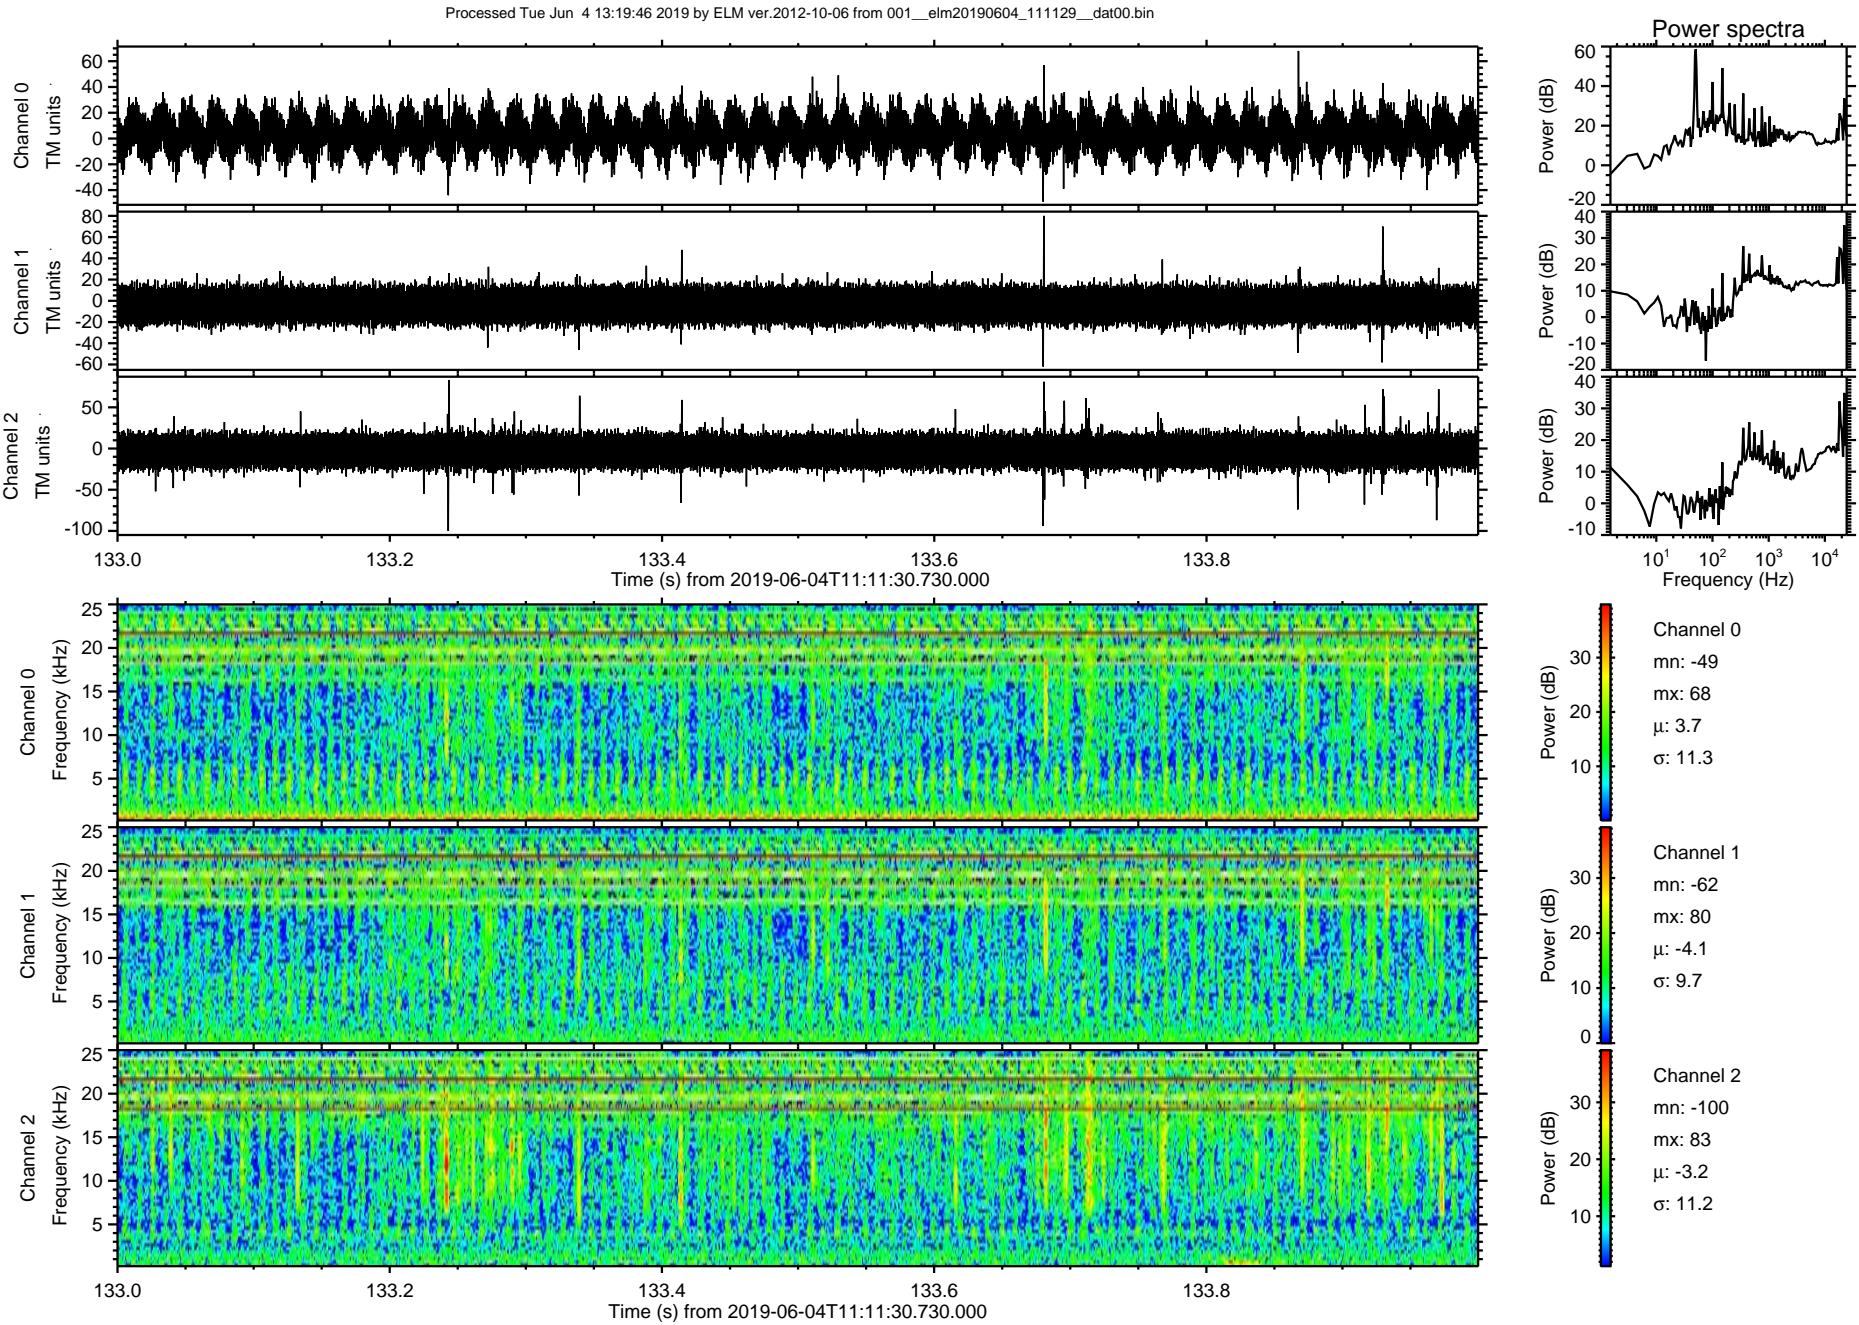 Processed Tue Jun  4 13:19:46 2019 by ELM ver.2012-10-06 from 001__elm20190604_111129__dat00.bin
Power spectra
Channel 0
TM units
60
40
20
0
-20
-40
Power (dB)
60
40
20
0
-20
Channel 1
TM units
80
60
40
20
0
-20
-40
-60
Power (dB)
40
30
20
10
0
-10
-20
Channel 2
TM units
50
0
-50
-100
Power (dB)
40
30
20
10
0
-10
133.0 133.2 133.4 133.6 133.8
Time (s) from 2019-06-04T11:11:30.730.000
10¹ 10² 10³ 10⁴
Frequency (Hz)
Channel 0
Frequency (kHz)
25
20
15
10
5
Power (dB)
30
20
10
Channel 0
mn: -49
mx: 68
μ: 3.7
σ: 11.3
Channel 1
Frequency (kHz)
25
20
15
10
5
Power (dB)
30
20
10
0
Channel 1
mn: -62
mx: 80
μ: -4.1
σ: 9.7
Channel 2
Frequency (kHz)
25
20
15
10
5
Power (dB)
30
20
10
Channel 2
mn: -100
mx: 83
μ: -3.2
σ: 11.2
133.0 133.2 133.4 133.6 133.8
Time (s) from 2019-06-04T11:11:30.730.000